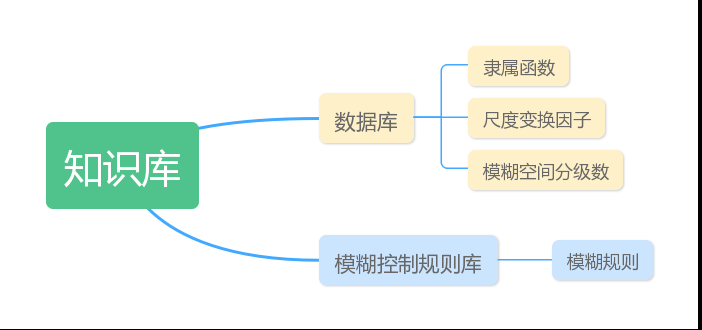 知识库
数据库
隶属函数
尺度变换因子
模糊空间分级数
模糊控制规则库
模糊规则